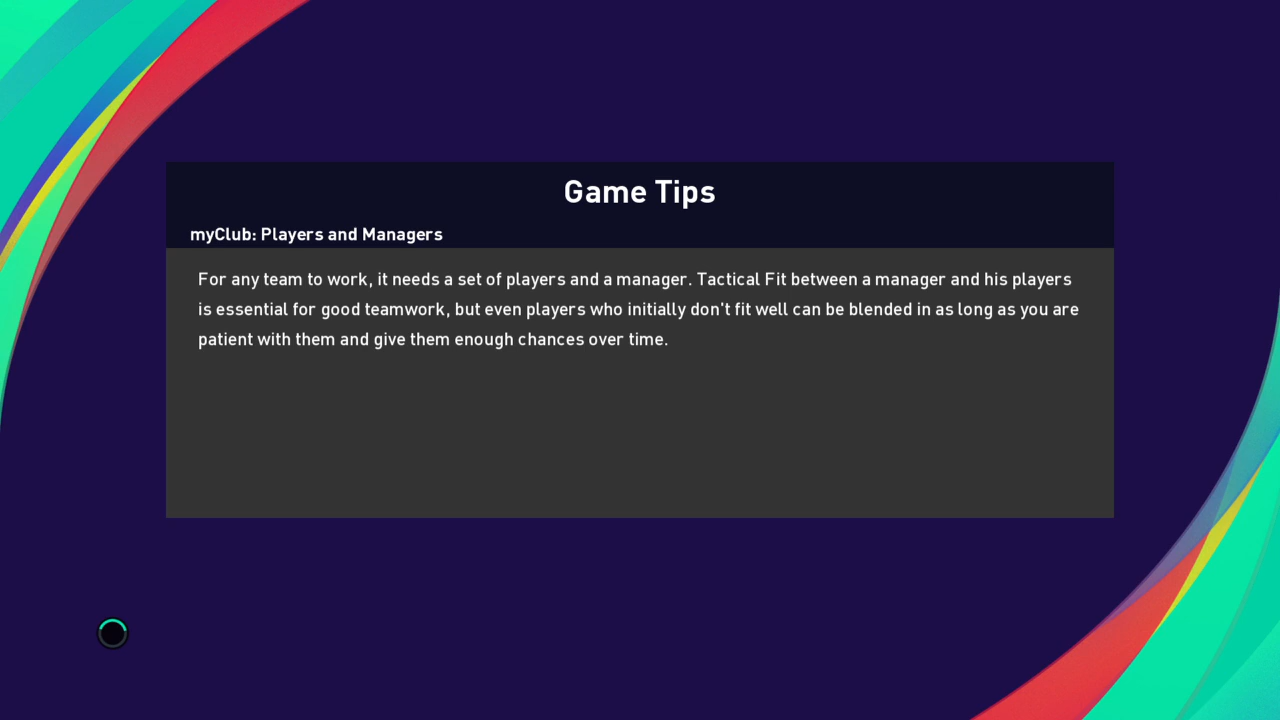 Game Tips
myClub: Players and Managers
For any team to work, it needs a set of players and a manager. Tactical Fit between a manager and his players
is essential for good teamwork, but even players who initially don't fit well can be blended in as long as you are
patient with them and give them enough chances over time.